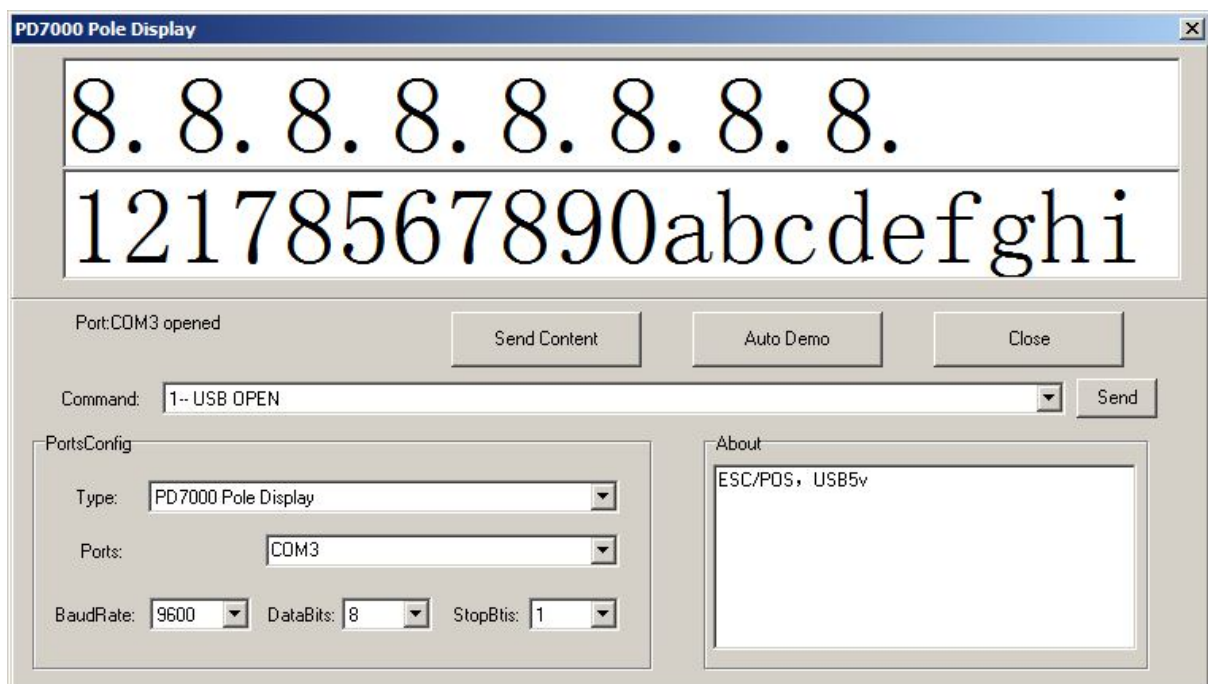 PD7000 Pole Display
8.8.8.8.8.8.8.8.
12178567890abcdefghi
Port:COM3 opened
Send Content
Auto Demo
Close
Command:
1-- USB OPEN
Send
PortsConfig
Type:
PD7000 Pole Display
Ports:
COM3
BaudRate:
9600
DataBits:
8
StopBtis:
1
About
ESC/POS，USB5v